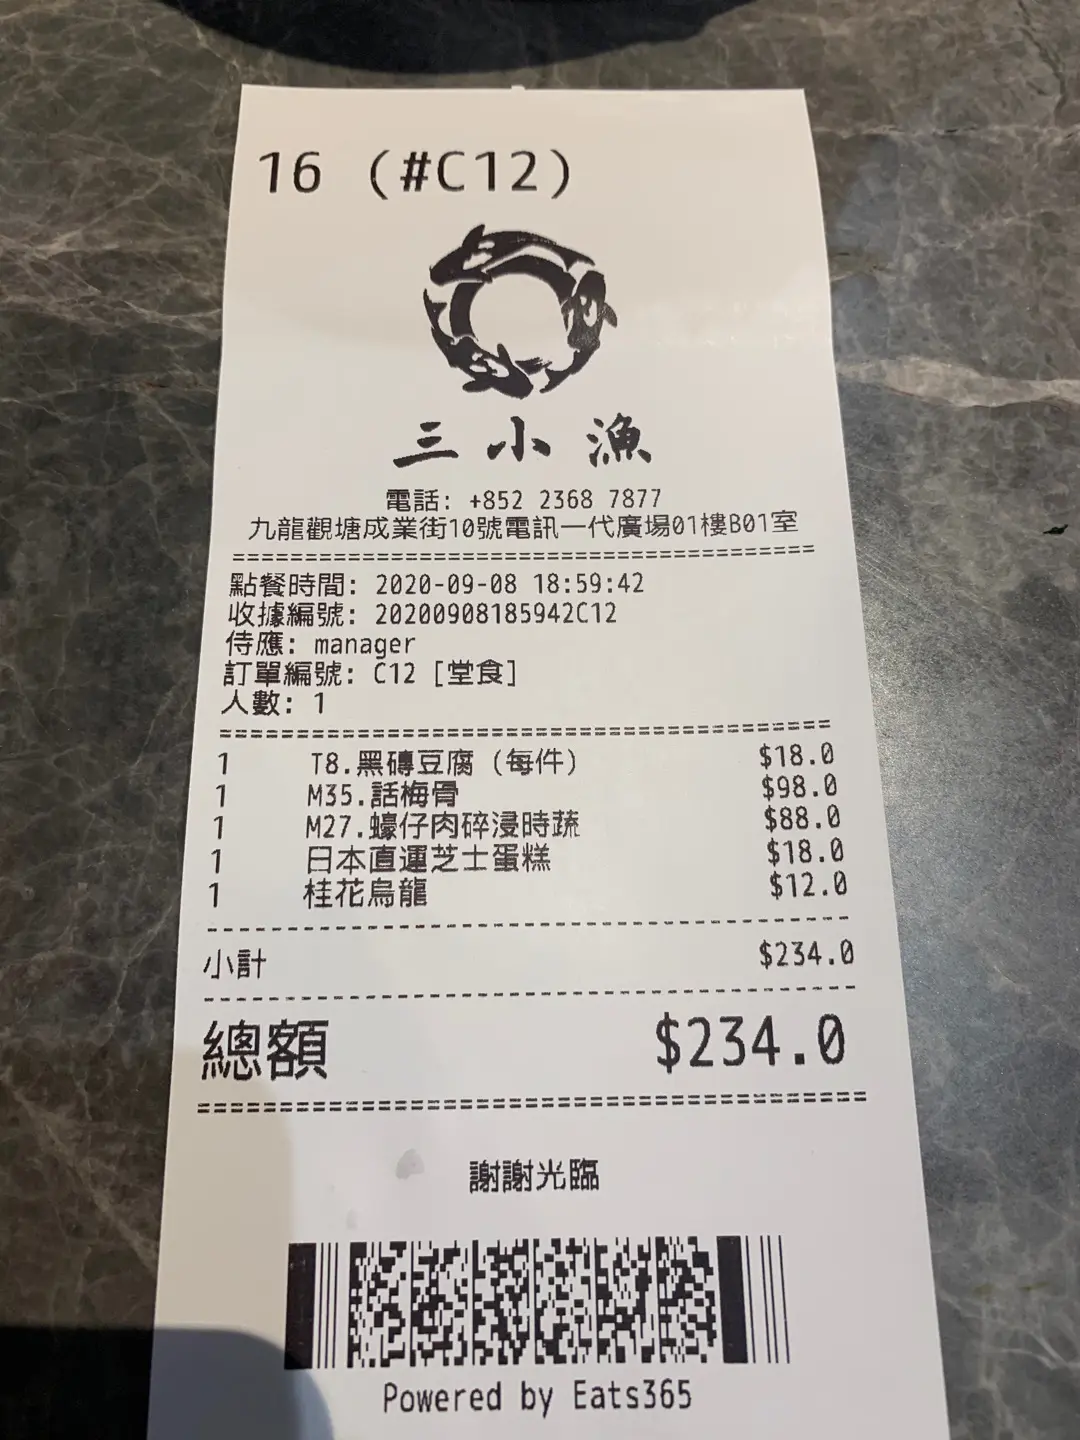 16 (#C12)
三小漁
電話: +852 2368 7877
九龍觀塘成業街10號電訊一代廣場01樓B01室
點餐時間: 2020-09-08 18:59:42
收據編號: 20200908185942C12
侍應: manager
訂單編號: C12 [堂食]
人數: 1
1 T8.黑磚豆腐 (每件) $18.0
1 M35.話梅骨 $98.0
1 M27.蠔仔肉碎浸時蔬 $88.0
1 日本直運芝士蛋糕 $18.0
1 桂花烏龍 $12.0
小計 $234.0
總額 $234.0
謝謝光臨
Powered by Eats365